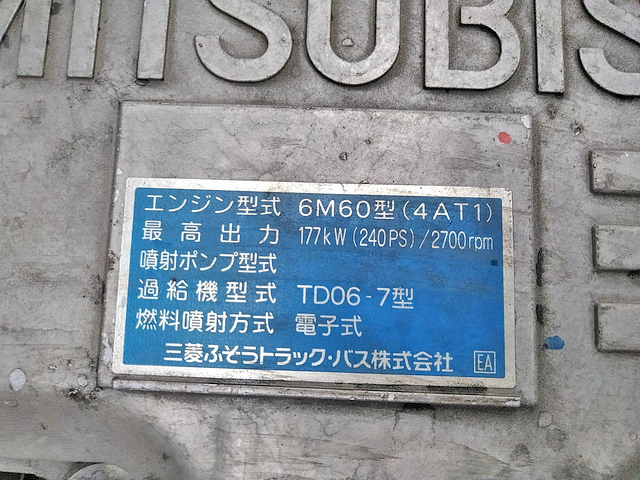 MITSUBIS
エンジン型式 6M60型(4AT1)
最高出力 177kW(240PS)/2700rpm
噴射ポンプ型式
過給機型式 TD06-7型
燃料噴射方式 電子式
三菱ふそうトラック・バス株式会社 EA